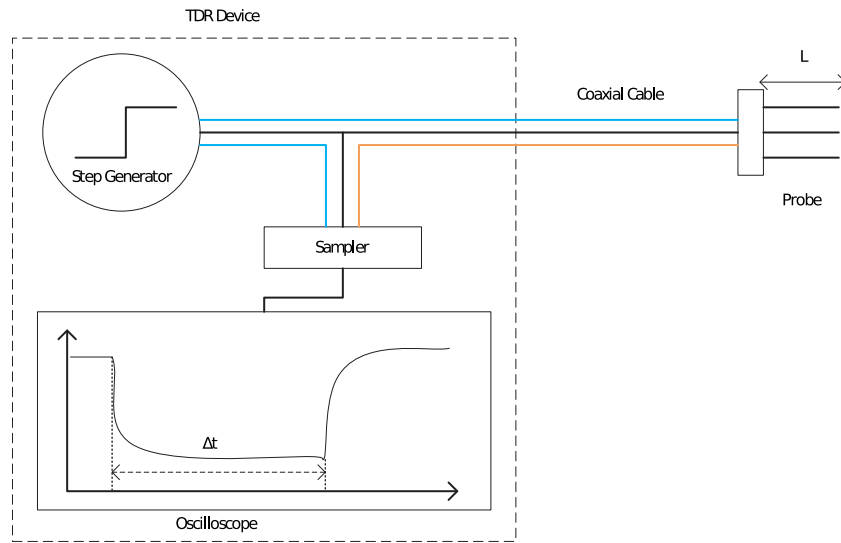 TDR Device
L
Coaxial Cable
Step Generator
Probe
Sampler
Δt
Oscilloscope